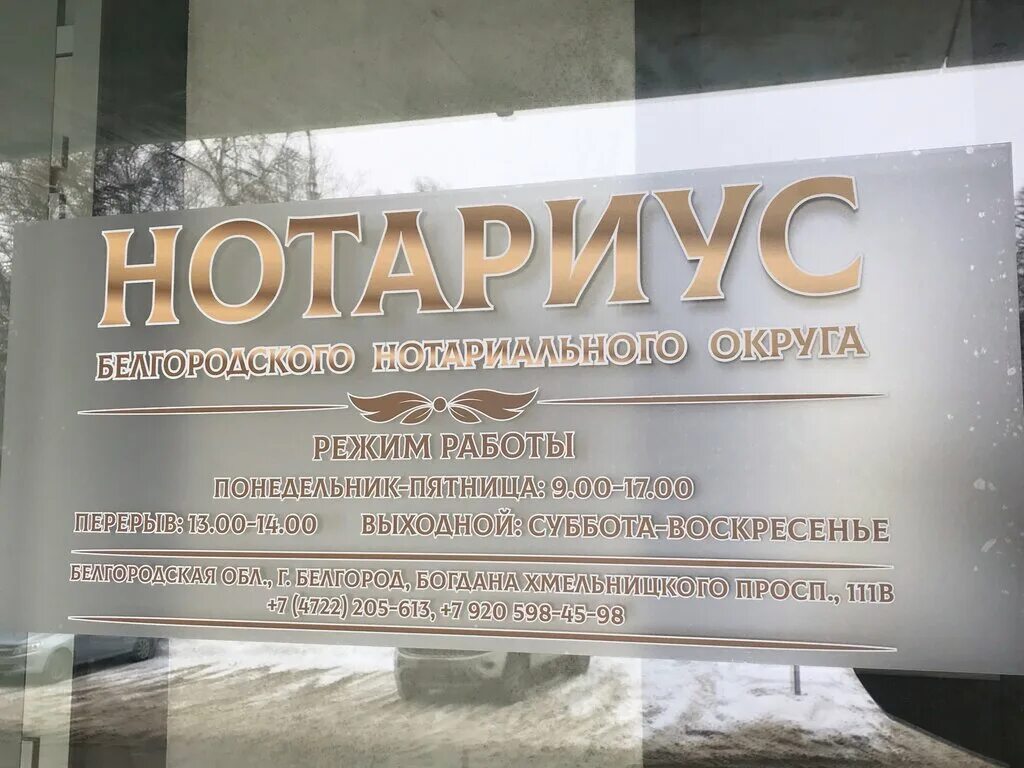 НОТАРИУС
БЕЛГОРОДСКОГО НОТАРИАЛЬНОГО ОКРУГА
РЕЖИМ РАБОТЫ
ПОНЕДЕЛЬНИК-ПЯТНИЦА: 9.00-17.00
ПЕРЕРЫВ: 13.00-14.00 ВЫХОДНОЙ: СУББОТА-ВОСКРЕСЕНЬЕ
БЕЛГОРОДСКАЯ ОБЛ., Г. БЕЛГОРОД, БОГДАНА ХМЕЛЬНИЦКОГО ПРОСП., 111В
+7 (4722) 205-613, +7 920 598-45-98